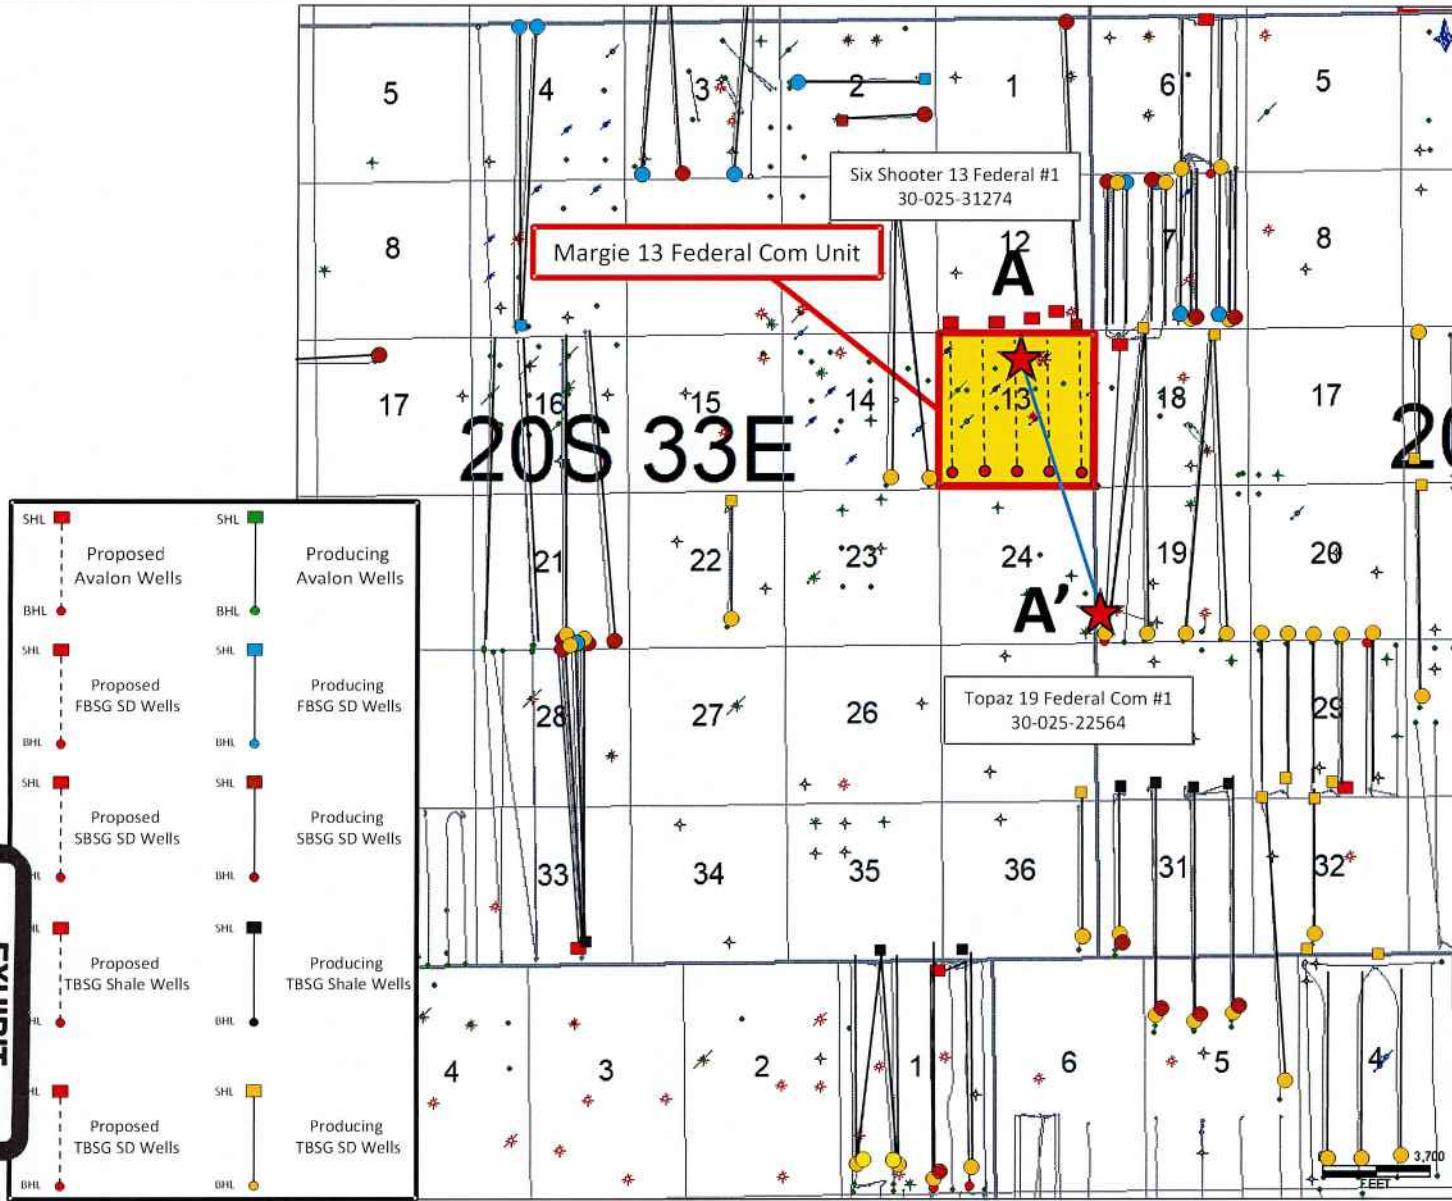 5
4
3
2
1
6
5
Six Shooter 13 Federal #1
30-025-31274
8
Margie 13 Federal Com Unit
12
7
8
A
17
16
15
14
13
18
17
20S 33E
20
21
22
23
24
19
20
A'
28
27
26
Topaz 19 Federal Com #1
30-025-22564
29
33
34
35
36
31
32
4
3
2
1
6
5
4
3,700
FEET
SHL
Proposed
Avalon Wells
BHL
SHL
Producing
Avalon Wells
BHL
SHL
Proposed
FBSG SD Wells
BHL
SHL
Producing
FBSG SD Wells
BHL
SHL
Proposed
SBSG SD Wells
HL
SHL
Producing
SBSG SD Wells
BHL
HL
Proposed
TBSG Shale Wells
HL
SHL
Producing
TBSG Shale Wells
BHL
HL
Proposed
TBSG SD Wells
BHL
SHL
Producing
TBSG SD Wells
BHL